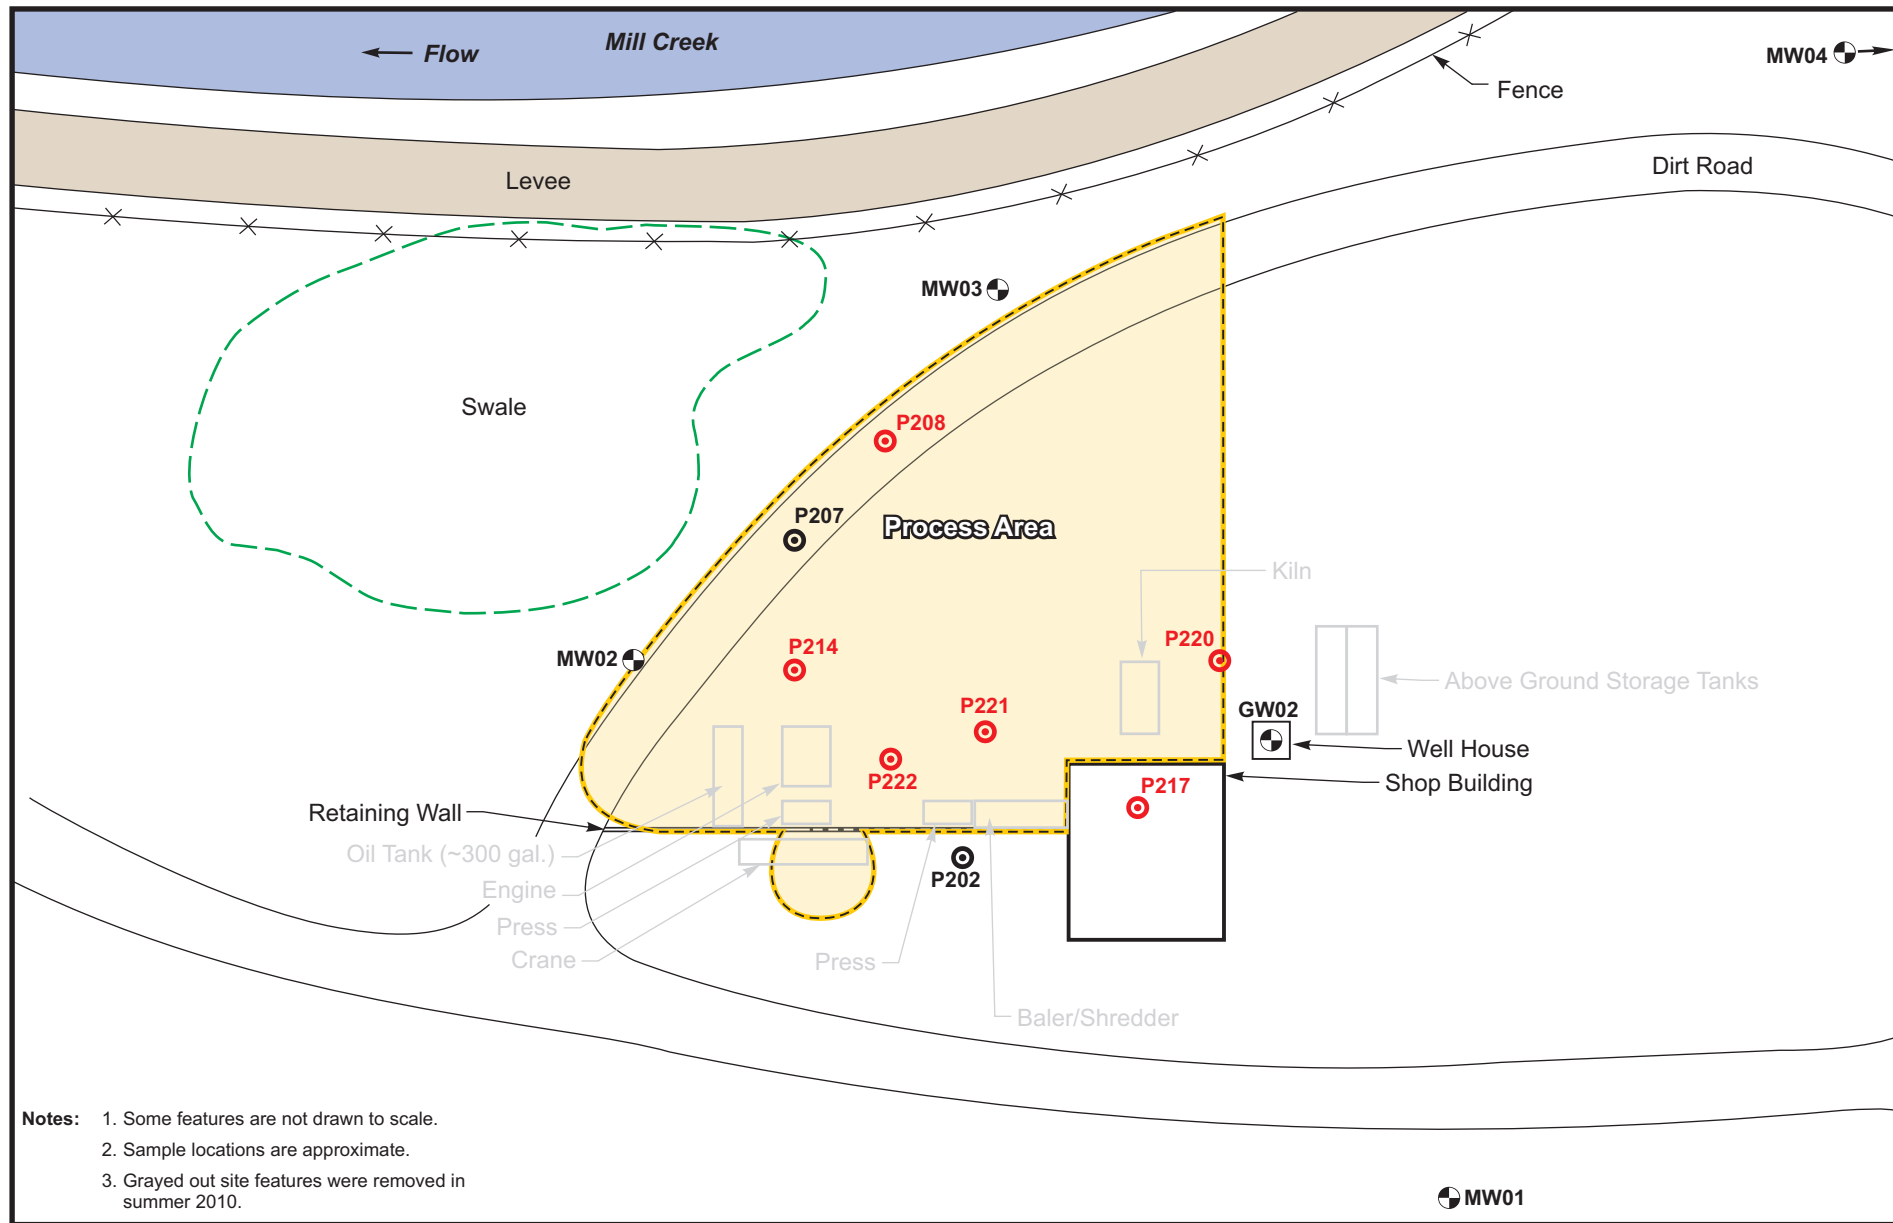 Mill Creek
Flow
MW04
Fence
Dirt Road
Levee
MW03
Swale
P208
P207
Process Area
Kiln
P220
P214
MW02
Above Ground Storage Tanks
P221
GW02
Well House
P222
Shop Building
P217
Retaining Wall
Oil Tank (~300 gal.)
P202
Engine
Press
Crane
Press
Baler/Shredder
Notes: 1. Some features are not drawn to scale.
2. Sample locations are approximate.
3. Grayed out site features were removed in
summer 2010.
MW01